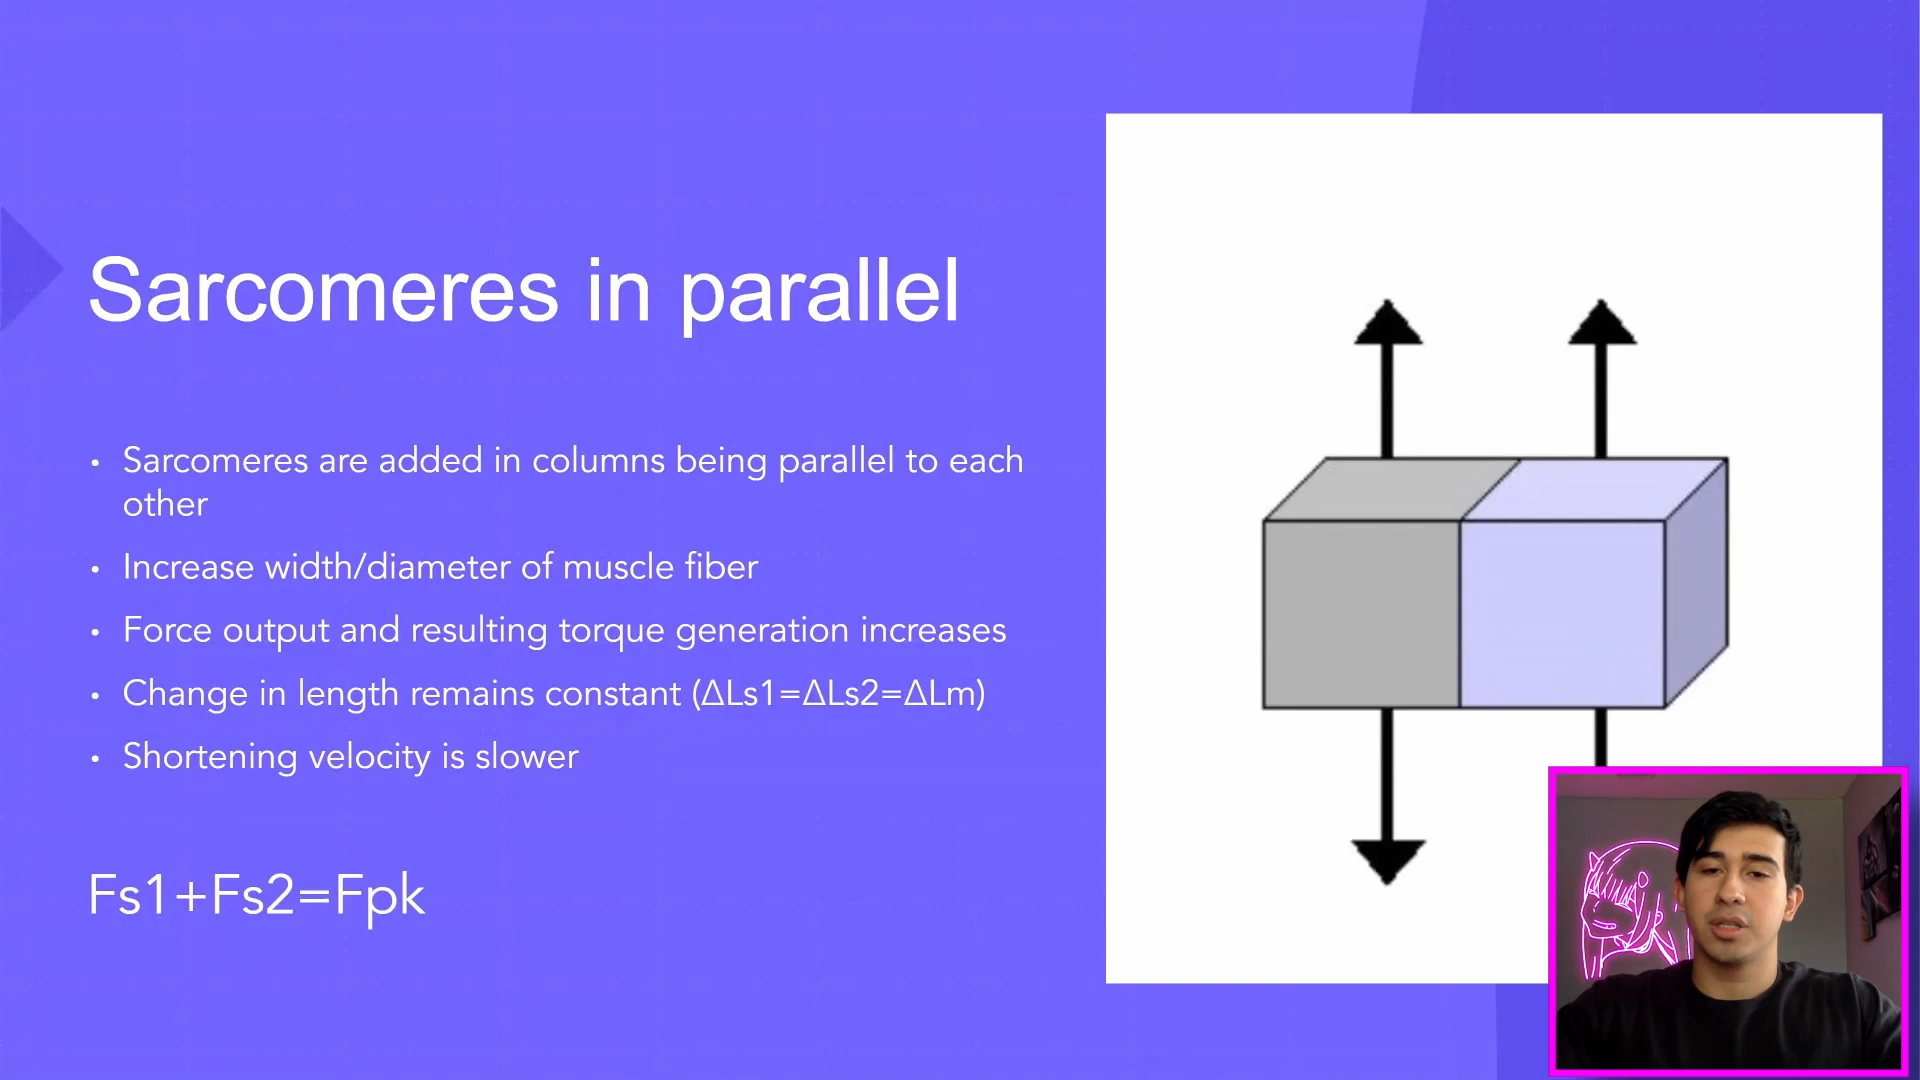 Sarcomeres in parallel
• Sarcomeres are added in columns being parallel to each
other
• Increase width/diameter of muscle fiber
• Force output and resulting torque generation increases
• Change in length remains constant (ΔLs1=ΔLs2=ΔLm)
• Shortening velocity is slower
Fs1+Fs2=Fpk